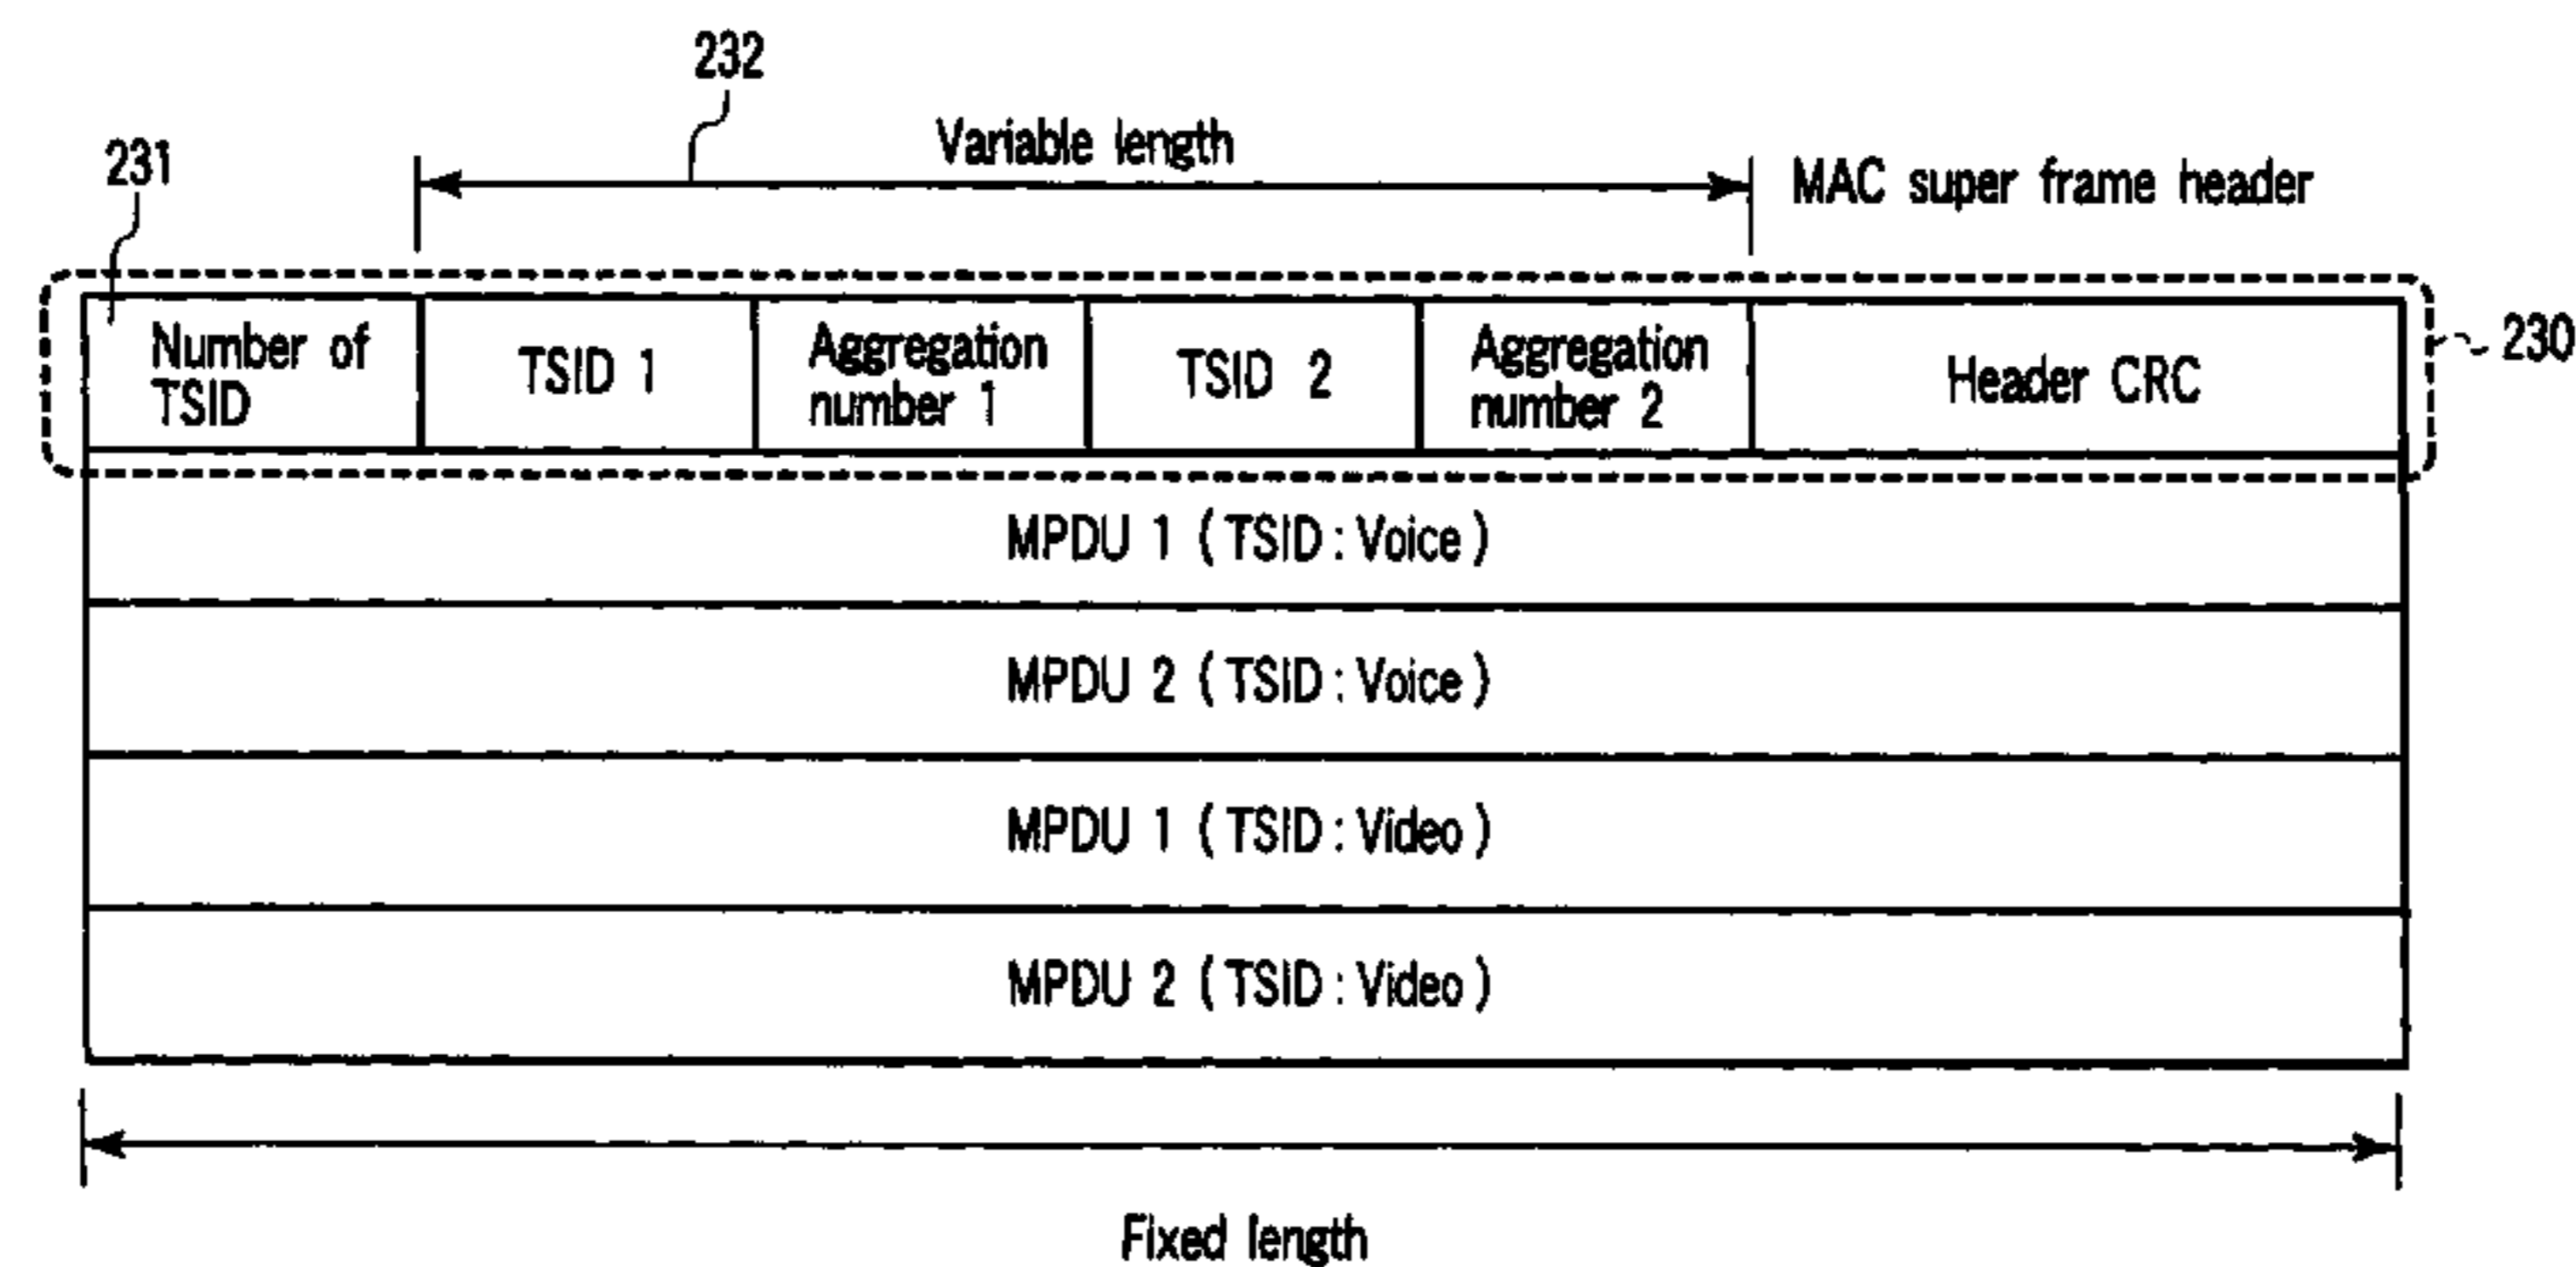 232
Variable length
231
MAC super frame header
Number of
TSID
TSID 1
Aggregation
number 1
TSID 2
Aggregation
number 2
Header CRC
230
MPDU 1 (TSID : Voice)
MPDU 2 (TSID : Voice)
MPDU 1 (TSID : Video)
MPDU 2 (TSID : Video)
Fixed length